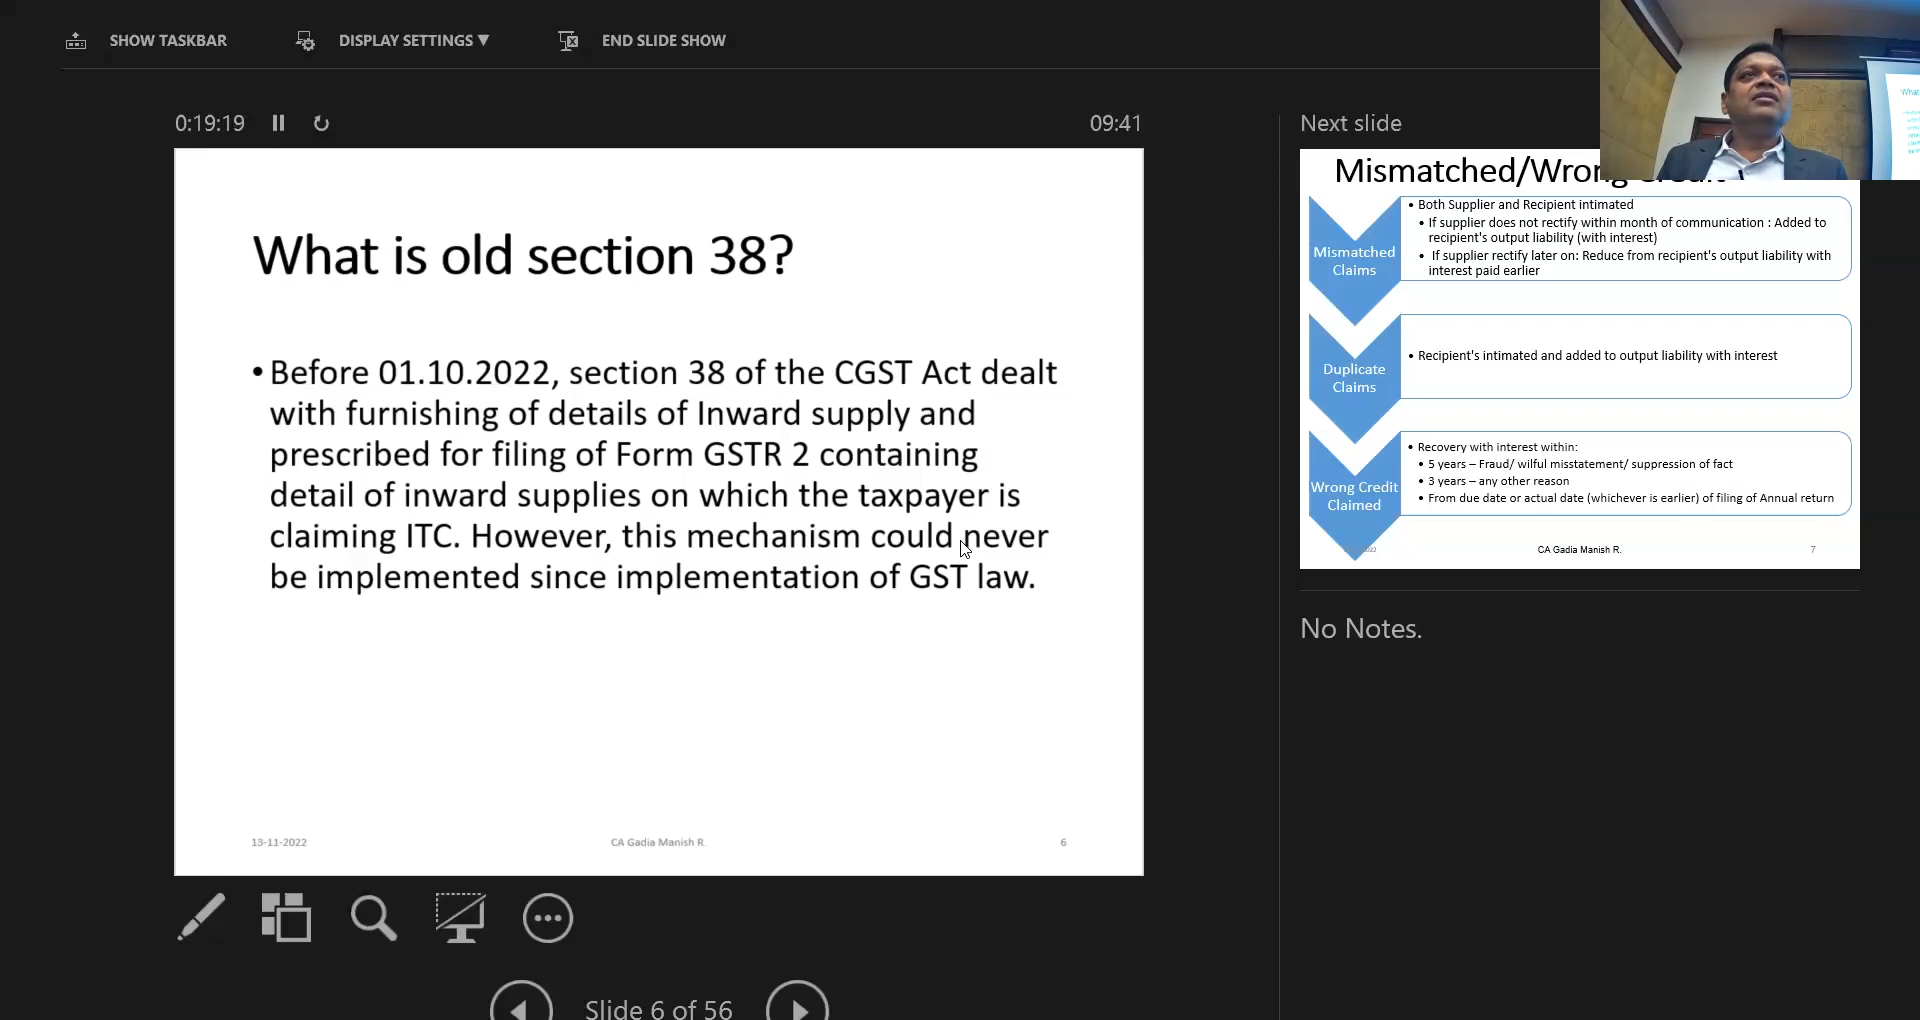 SHOW TASKBAR
DISPLAY SETTINGS ▼
END SLIDE SHOW
0:19:19
09:41
What is old section 38?
• Before 01.10.2022, section 38 of the CGST Act dealt
with furnishing of details of Inward supply and
prescribed for filing of Form GSTR 2 containing
detail of inward supplies on which the taxpayer is
claiming ITC. However, this mechanism could never
be implemented since implementation of GST law.
13-11-2022
CA Gadia Manish R.
6
Slide 6 of 56
Next slide
Mismatched/Wrong Credit
Mismatched
Claims
• Both Supplier and Recipient intimated
• If supplier does not rectify within month of communication : Added to
recipient's output liability (with interest)
• If supplier rectify later on: Reduce from recipient's output liability with
interest paid earlier
Duplicate
Claims
• Recipient's intimated and added to output liability with interest
Wrong Credit
Claimed
• Recovery with interest within:
• 5 years – Fraud/ wilful misstatement/ suppression of fact
• 3 years – any other reason
• From due date or actual date (whichever is earlier) of filing of Annual return
CA Gadia Manish R.
7
No Notes.
What